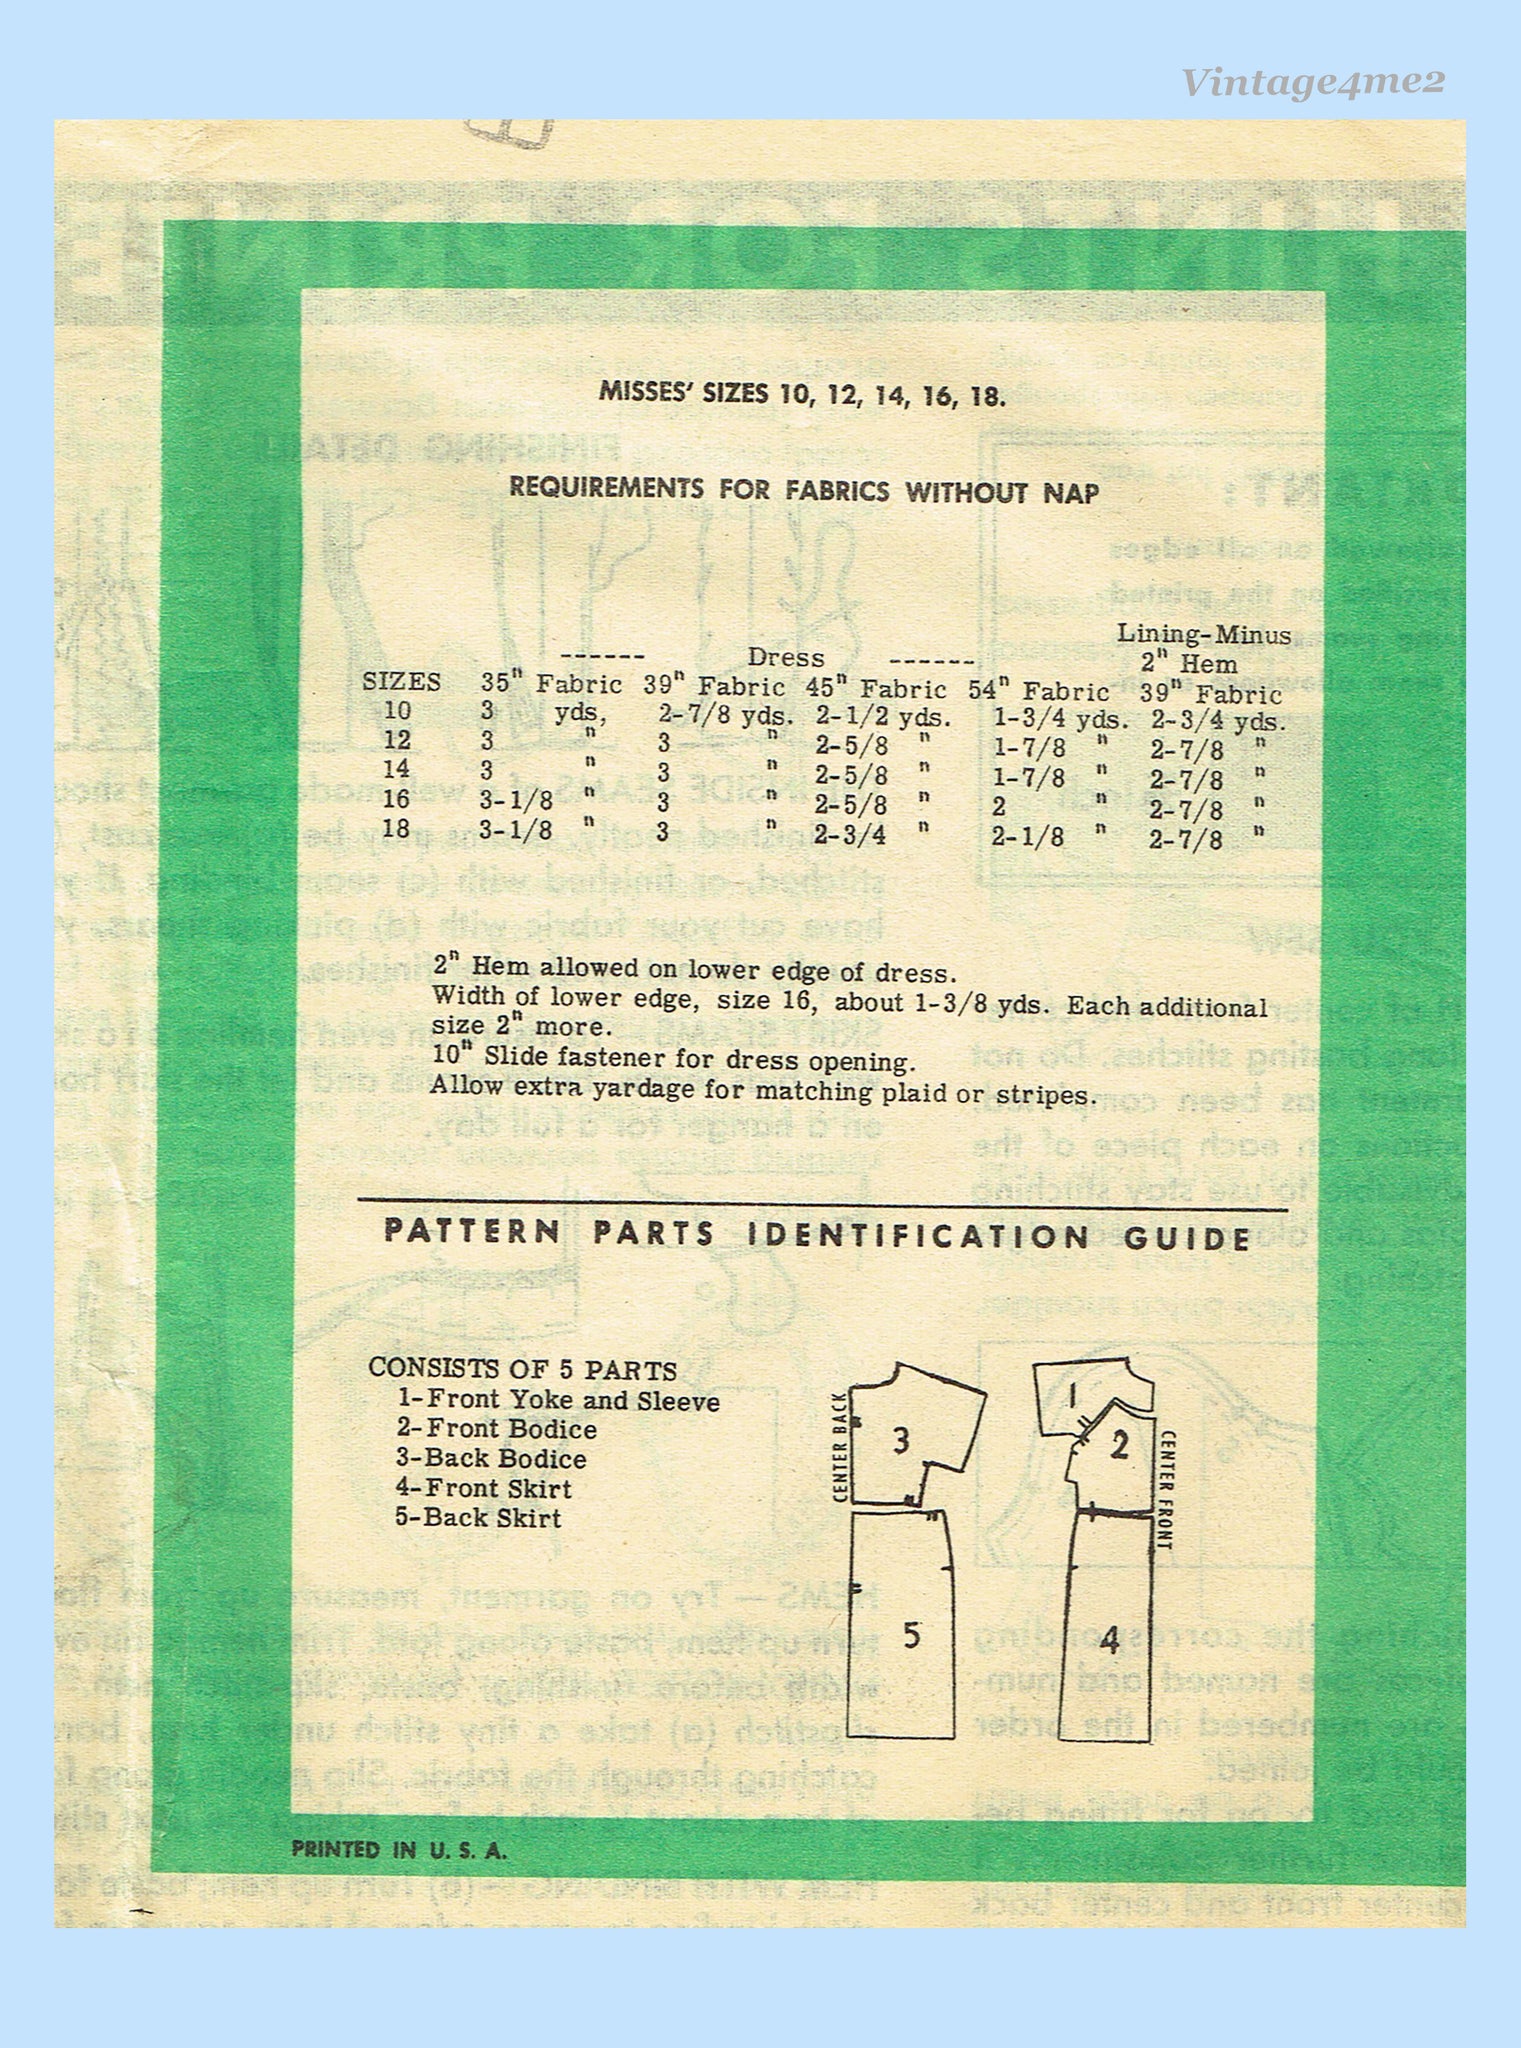 Vintage4me2
MISSES' SIZES 10, 12, 14, 16, 18.
REQUIREMENTS FOR FABRICS WITHOUT NAP
Lining-Minus
------ Dress ------ 2" Hem
SIZES 35" Fabric 39" Fabric 45" Fabric 54" Fabric 39" Fabric
10 3 yds, 2-7/8 yds. 2-1/2 yds. 1-3/4 yds. 2-3/4 yds.
12 3 " 3 " 2-5/8 " 1-7/8 " 2-7/8 "
14 3 " 3 " 2-5/8 " 1-7/8 " 2-7/8 "
16 3-1/8 " 3 " 2-5/8 " 2 " 2-7/8 "
18 3-1/8 " 3 " 2-3/4 " 2-1/8 " 2-7/8 "
2" Hem allowed on lower edge of dress.
Width of lower edge, size 16, about 1-3/8 yds. Each additional
size 2" more.
10" Slide fastener for dress opening.
Allow extra yardage for matching plaid or stripes.
PATTERN PARTS IDENTIFICATION GUIDE
CONSISTS OF 5 PARTS
1-Front Yoke and Sleeve
2-Front Bodice
3-Back Bodice
4-Front Skirt
5-Back Skirt
CENTER BACK
3
1
2
CENTER FRONT
5
4
PRINTED IN U. S. A.